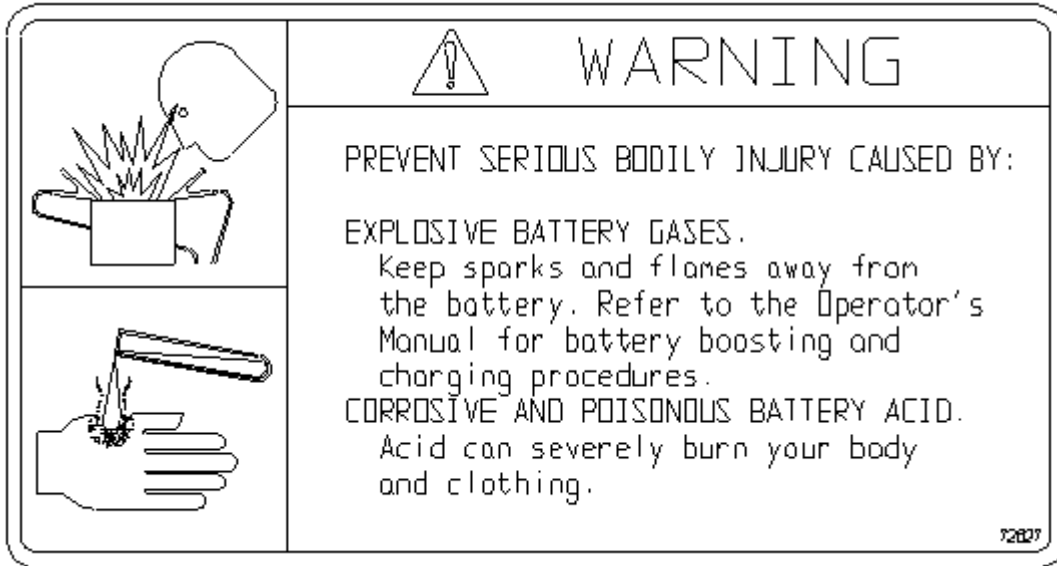 WARNING
PREVENT SERIOUS BODILY INJURY CAUSED BY:
EXPLOSIVE BATTERY GASES.
Keep sparks and flames away from
the battery. Refer to the Operator's
Manual for battery boosting and
charging procedures.
CORROSIVE AND POISONOUS BATTERY ACID.
Acid can severely burn your body
and clothing.
72827